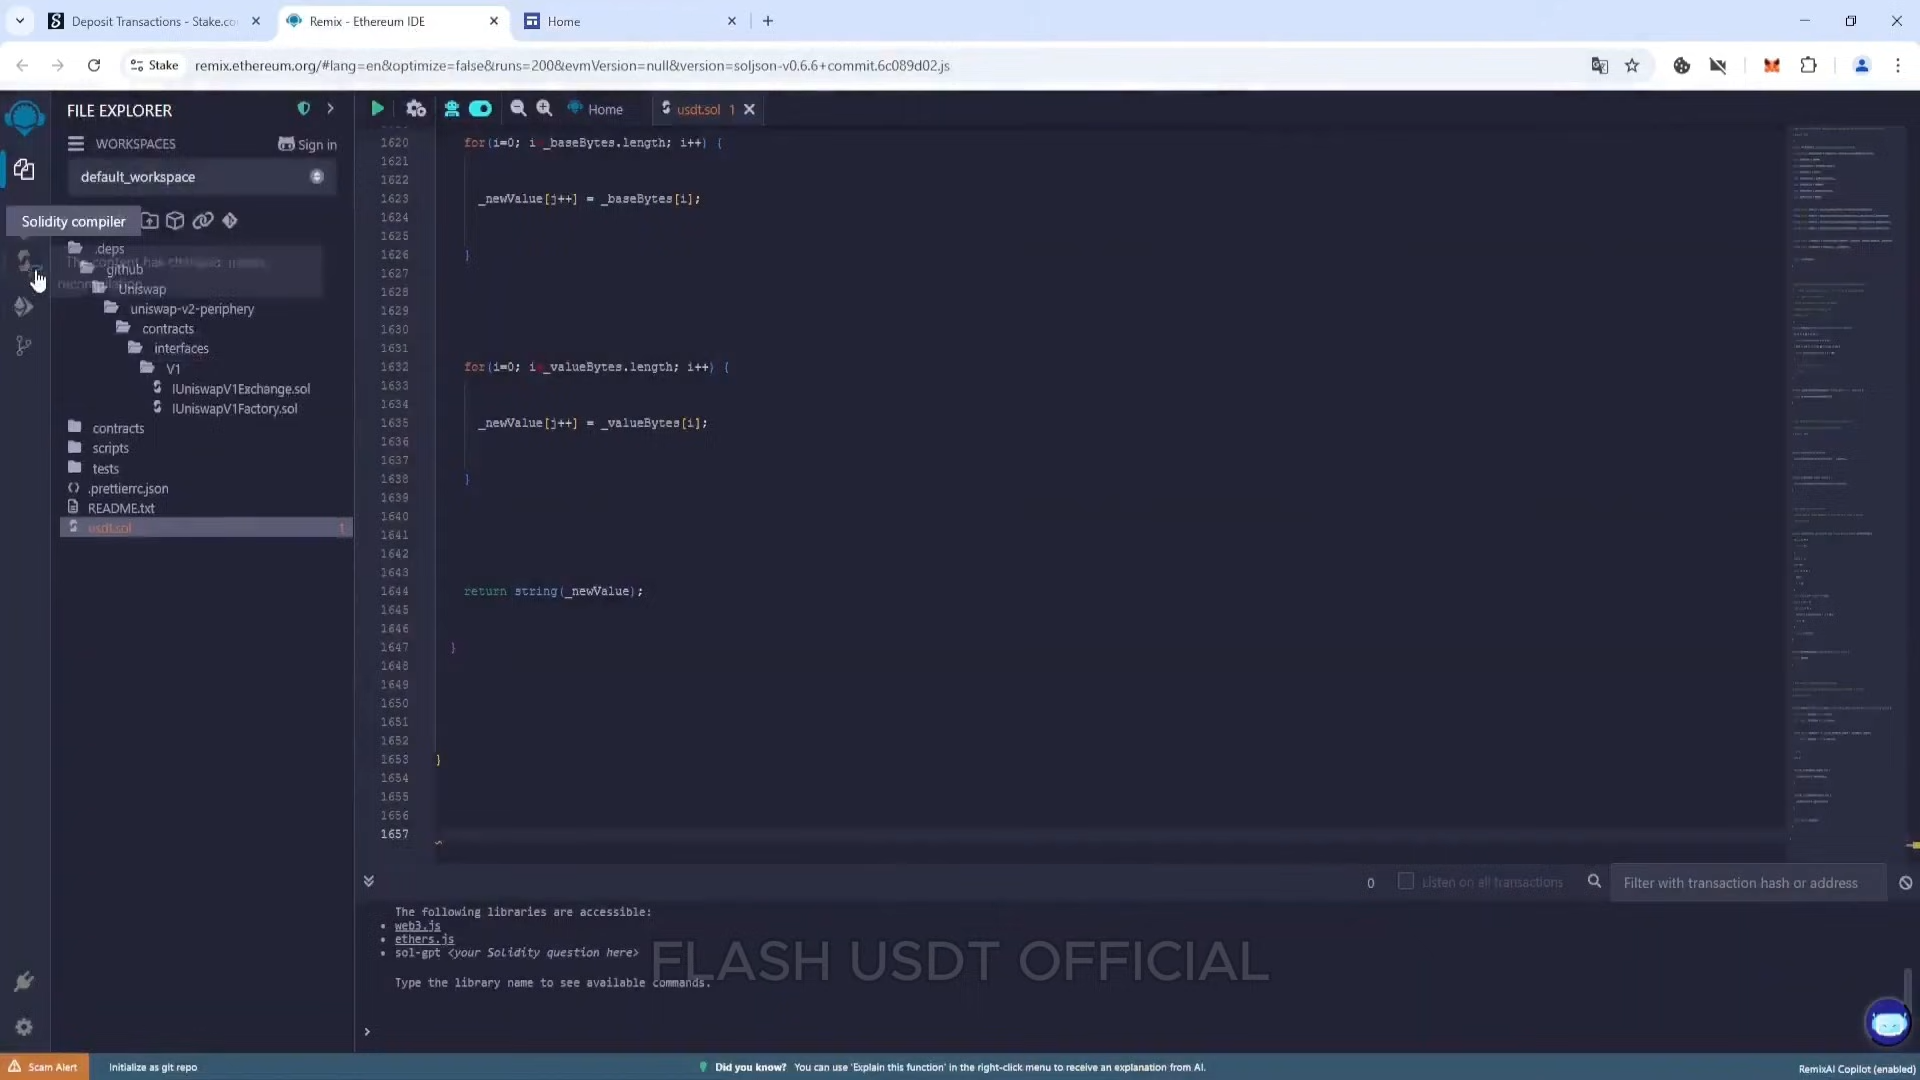 Deposit Transactions - Stake.co
Remix - Ethereum IDE
Home
Stake
remix.ethereum.org/#lang=en&optimize=false&runs=200&evmVersion=null&version=soljson-v0.6.6+commit.6c089d02.js
FILE EXPLORER
Home
usdt.sol 1
WORKSPACES
Sign in
default_workspace
Solidity compiler
.deps
github
Uniswap
uniswap-v2-periphery
contracts
interfaces
V1
IUniswapV1Exchange.sol
IUniswapV1Factory.sol
contracts
scripts
tests
.prettierrc.json
README.txt
usdt.sol 1
1620 for(i=0; i _baseBytes.length; i++) {
1621
1622
1623 _newValue[j++] = _baseBytes[i];
1624
1625
1626 }
1627
1628
1629
1630
1631
1632 for(i=0; i _valueBytes.length; i++) {
1633
1634
1635 _newValue[j++] = _valueBytes[i];
1636
1637
1638 }
1639
1640
1641
1642
1643
1644 return string(_newValue);
1645
1646
1647 }
1648
1649
1650
1651
1652
1653 }
1654
1655
1656
1657
0
Listen on all transactions
Filter with transaction hash or address
The following libraries are accessible:
• web3.js
• ethers.js
• sol-gpt <your Solidity question here>
Type the library name to see available commands.
>
FLASH USDT OFFICIAL
Scam Alert
Initialize as git repo
Did you know? You can use 'Explain this function' in the right-click menu to receive an explanation from AI.
RemixAI Copilot (enabled)